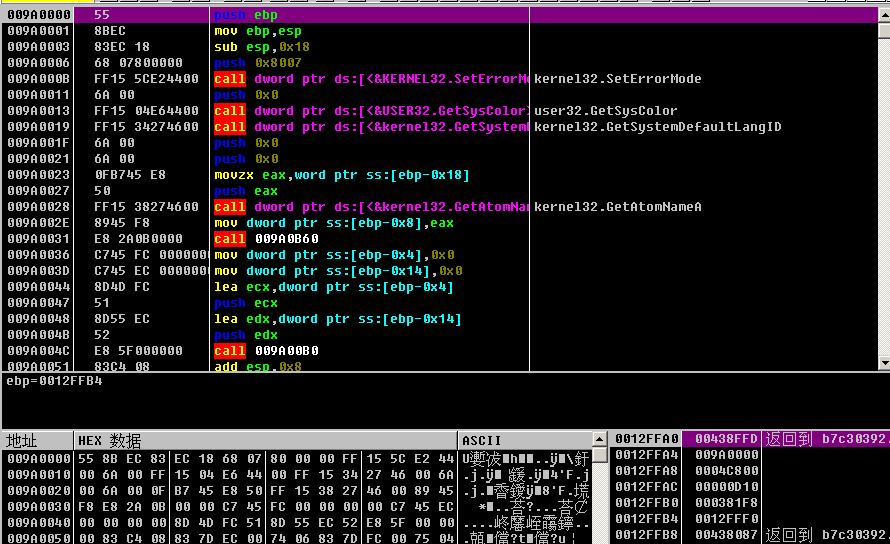 009A0000 55 push ebp
009A0001 8BEC mov ebp,esp
009A0003 83EC 18 sub esp,0x18
009A0006 68 07800000 push 0x8007
009A000B FF15 5CE24400 call dword ptr ds:[<&KERNEL32.SetErrorM kernel32.SetErrorMode
009A0011 6A 00 push 0x0
009A0013 FF15 04E64400 call dword ptr ds:[<&USER32.GetSysColor user32.GetSysColor
009A0019 FF15 34274600 call dword ptr ds:[<&kernel32.GetSystem kernel32.GetSystemDefaultLangID
009A001F 6A 00 push 0x0
009A0021 6A 00 push 0x0
009A0023 0FB745 E8 movzx eax,word ptr ss:[ebp-0x18]
009A0027 50 push eax
009A0028 FF15 38274600 call dword ptr ds:[<&kernel32.GetAtomNa kernel32.GetAtomNameA
009A002E 8945 F8 mov dword ptr ss:[ebp-0x8],eax
009A0031 E8 2A0B0000 call 009A0B60
009A0036 C745 FC 0000000 mov dword ptr ss:[ebp-0x4],0x0
009A003D C745 EC 0000000 mov dword ptr ss:[ebp-0x14],0x0
009A0044 8D4D FC lea ecx,dword ptr ss:[ebp-0x4]
009A0047 51 push ecx
009A0048 8D55 EC lea edx,dword ptr ss:[ebp-0x14]
009A004B 52 push edx
009A004C E8 5F000000 call 009A00B0
009A0051 83C4 08 add esp,0x8
ebp=0012FFB4
地址 HEX 数据 ASCII
009A0000 55 8B EC 83 EC 18 68 07 80 00 00 FF 15 5C E2 44
009A0010 00 6A 00 FF 15 04 E6 44 00 FF 15 34 27 46 00 6A
009A0020 00 6A 00 0F B7 45 E8 50 FF 15 38 27 46 00 89 45
009A0030 F8 E8 2A 0B 00 00 C7 45 FC 00 00 00 00 C7 45 EC
009A0040 00 00 00 00 8D 4D FC 51 8D 55 EC 52 E8 5F 00 00
009A0050 00 83 C4 08 83 7D EC 00 74 06 83 7D FC 00 75 04
0012FFA0 00438FFD 返回到 b7c30392.
0012FFA4 009A0000
0012FFA8 0004C800
0012FFAC 00000D10
0012FFB0 000381F8
0012FFB4 0012FFF0
0012FFB8 00438087 返回到 b7c30392.